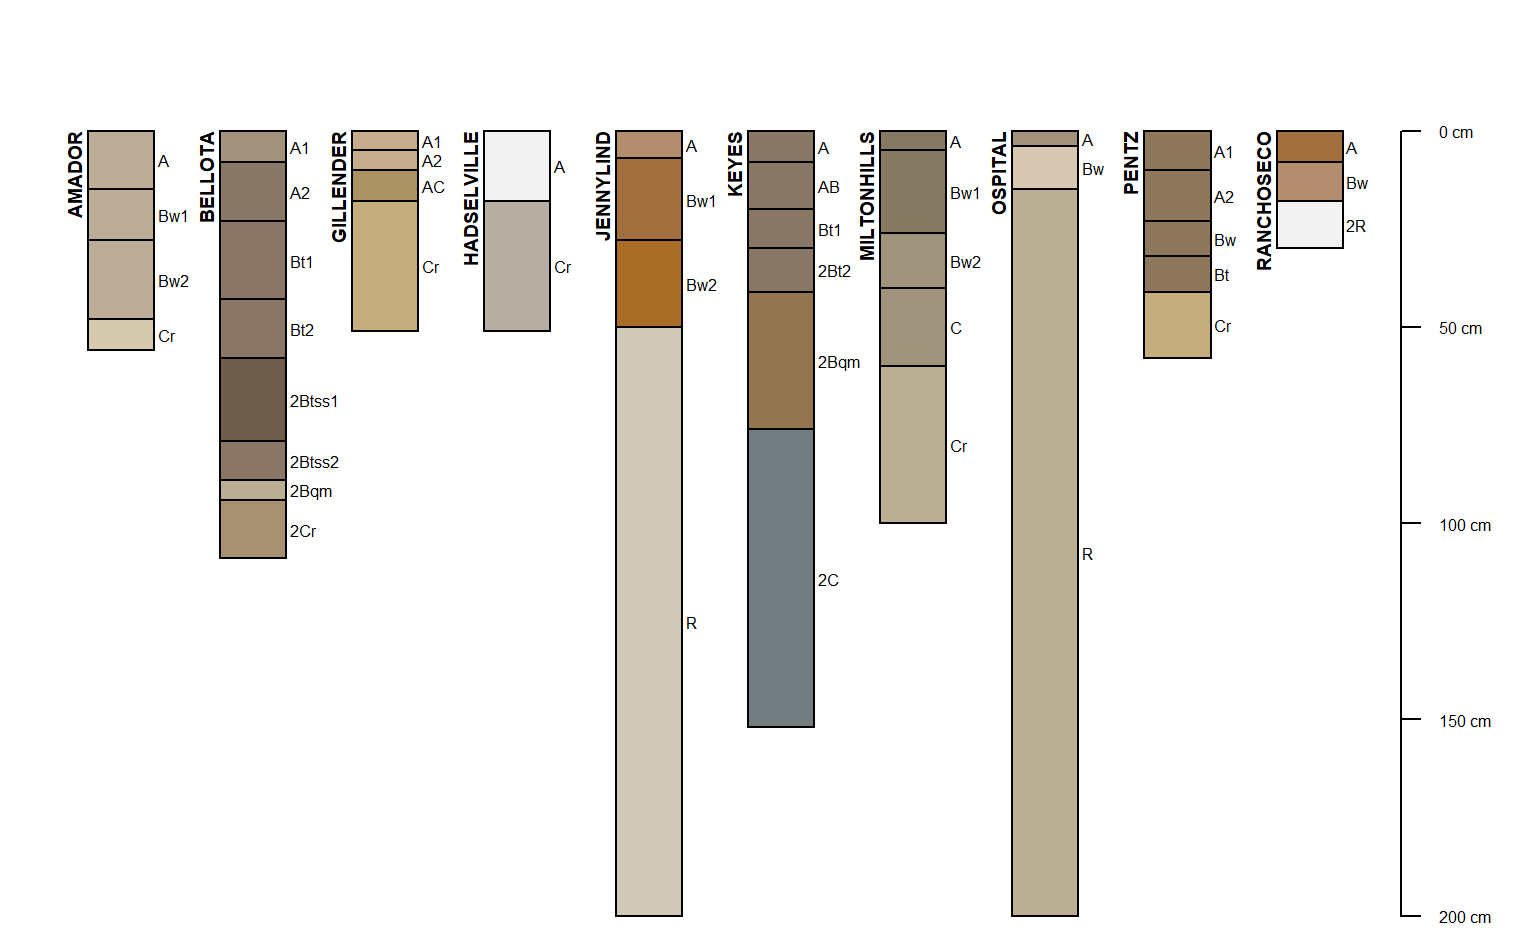 AMADOR
A
Bw1
Bw2
Cr
BELLOTA
A1
A2
Bt1
Bt2
2Btss1
2Btss2
2Bqm
2Cr
GILLENDER
A1
A2
AC
Cr
HADSELVILLE
A
Cr
JENNYLIND
A
Bw1
Bw2
R
KEYES
A
AB
Bt1
2Bt2
2Bqm
2C
MILTONHILLS
A
Bw1
Bw2
C
Cr
OSPITAL
A
Bw
R
PENTZ
A1
A2
Bw
Bt
Cr
RANCHOSECO
A
Bw
2R
0 cm
50 cm
100 cm
150 cm
200 cm